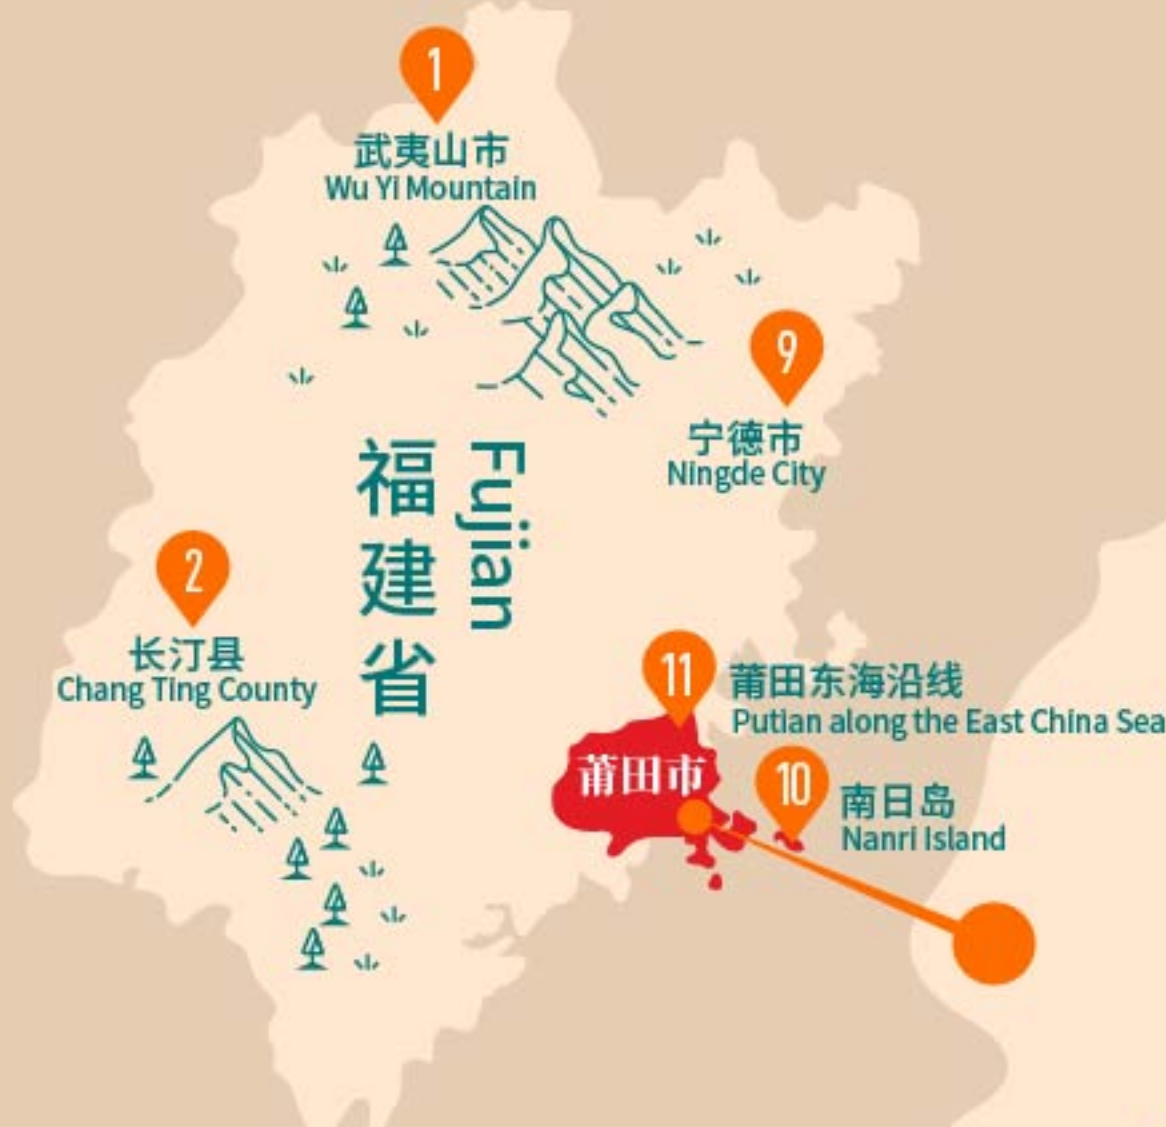 1
武夷山市
Wu Yi Mountain
9
宁德市
Ningde City
福建省
Fujian
2
长汀县
Chang Ting County
11
莆田东海沿线
Putian along the East China Sea
莆田市
10
南日岛
Nanri Island